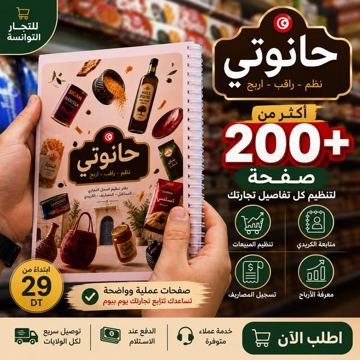 للتجار
التوانسة
حانوتي
نظم - راقب - اربح
أكثر من
200+
صفحة
لتنظيم كل تفاصيل تجارتك
تنظيم المبيعات
متابعة الكريدي
تسجيل المصاريف
معرفة الأرباح
حانوتي
نظم - راقب - اربح
ابتداءً من
29
DT
صفحات عملية وواضحة
تساعدك تتابع تجارتك يوم بيوم
اطلب الآن
خدمة عملاء
متوفرة
الدفع عند
الاستلام
توصيل سريع
لكل الولايات